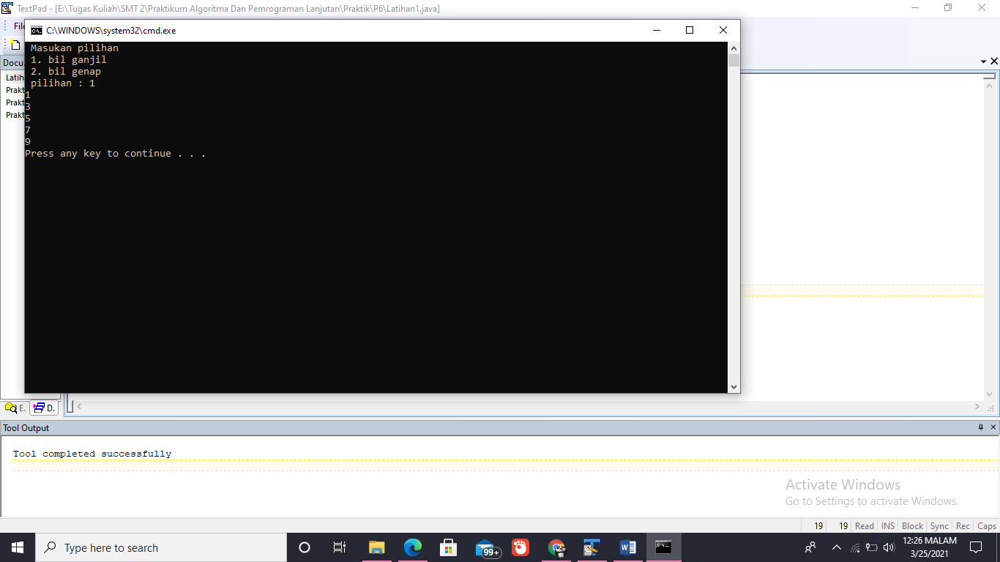 TextPad - [E:\Tugas Kuliah\SMT 2\Praktikum Algoritma Dan Pemrograman Lanjutan\Praktik\P6\Latihan1.java]
File
C:\WINDOWS\system32\cmd.exe
Masukan pilihan
1. bil ganjil
2. bil genap
pilihan : 1
1
3
5
7
9
Press any key to continue . . .
Docu
Latih
Prakt
Prakt
Prakt
E.
D.
Tool Output
Tool completed successfully
Activate Windows
Go to Settings to activate Windows.
19 19 Read INS Block Sync Rec Caps
Type here to search
99+
12:26 MALAM
3/25/2021